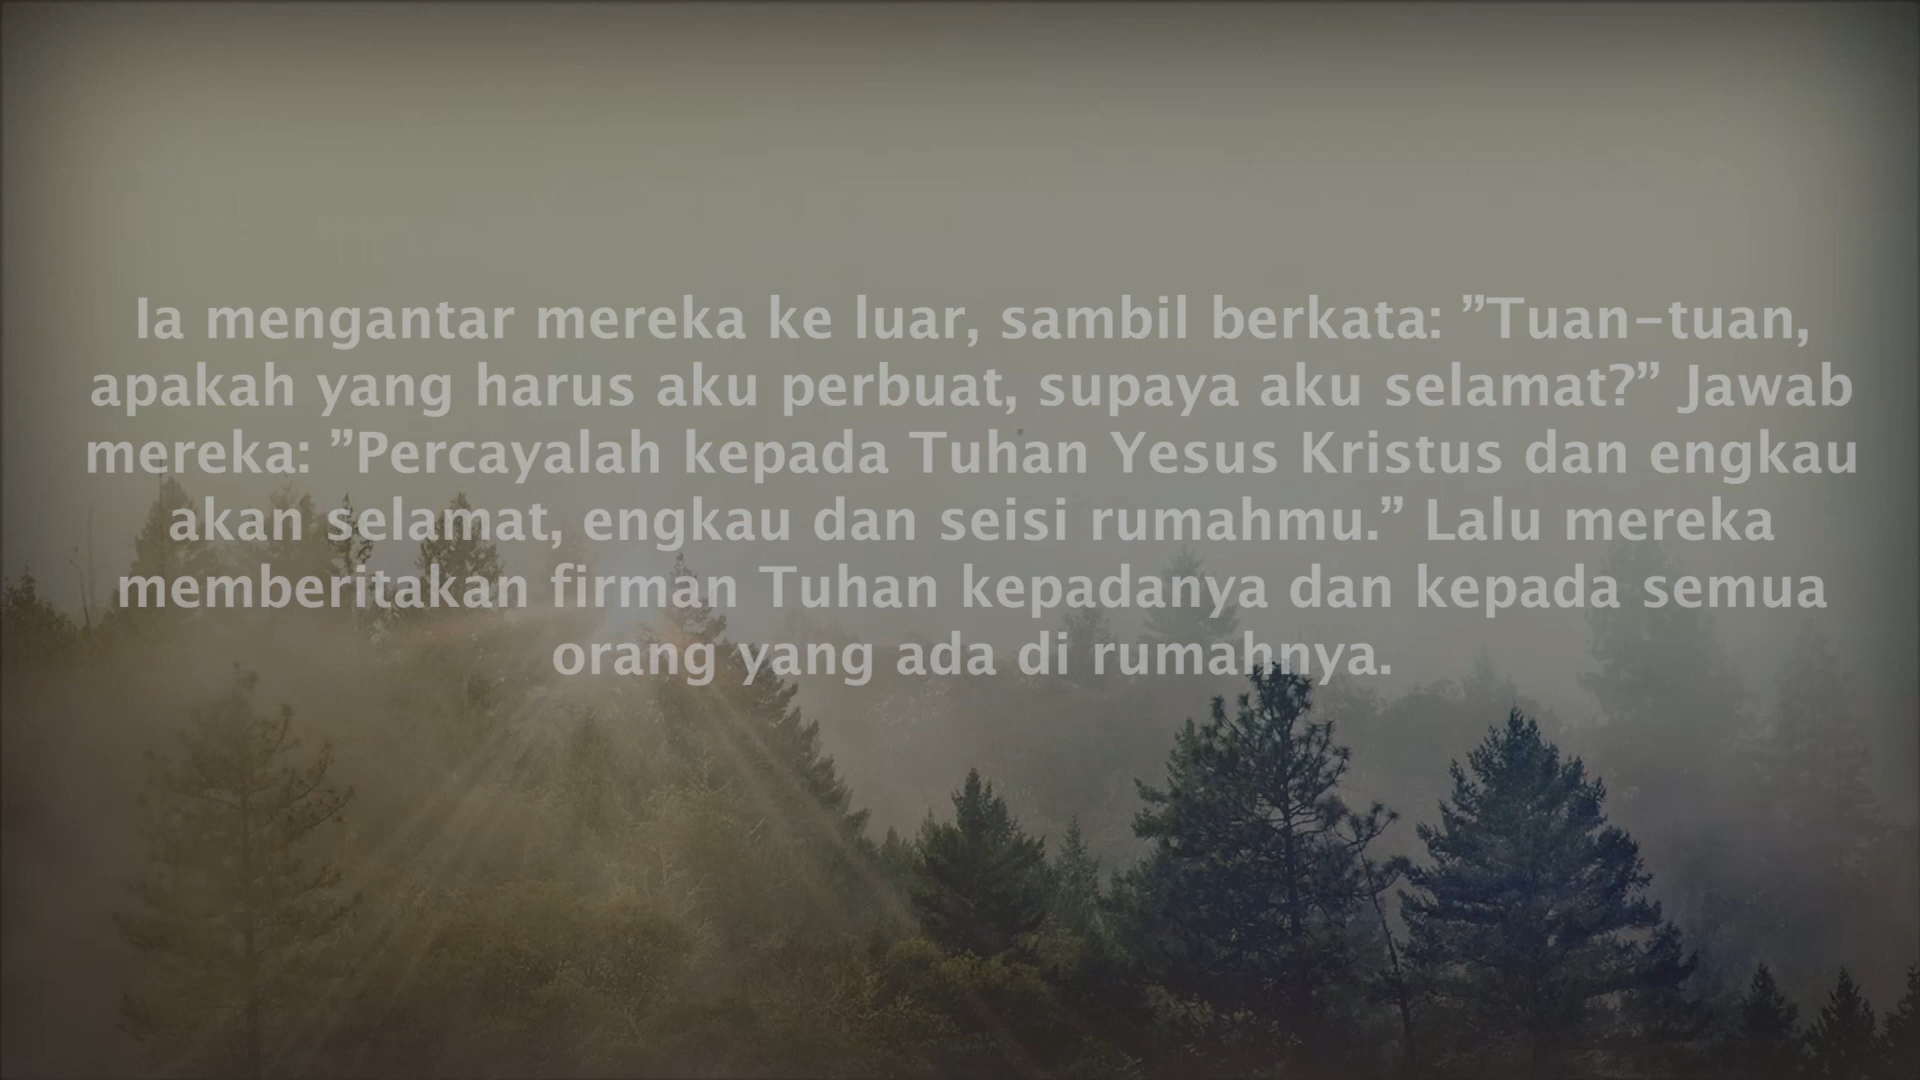 Ia mengantar mereka ke luar, sambil berkata: ”Tuan-tuan,
apakah yang harus aku perbuat, supaya aku selamat?” Jawab
mereka: ”Percayalah kepada Tuhan Yesus Kristus dan engkau
akan selamat, engkau dan seisi rumahmu.” Lalu mereka
memberitakan firman Tuhan kepadanya dan kepada semua
orang yang ada di rumahnya.